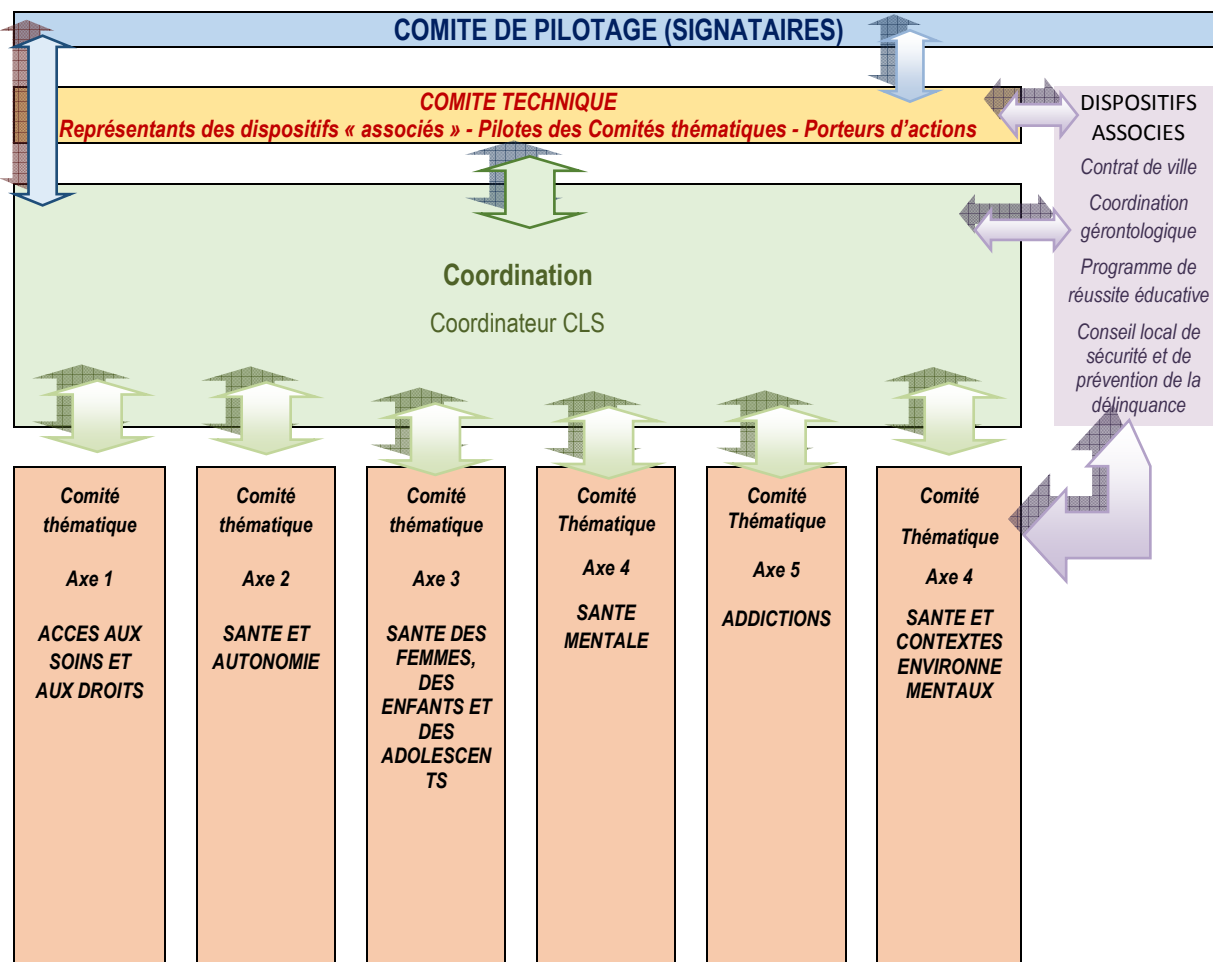 COMITE DE PILOTAGE (SIGNATAIRES)
COMITE TECHNIQUE
Représentants des dispositifs « associés » - Pilotes des Comités thématiques - Porteurs d'actions
DISPOSITIFS
ASSOCIES
Contrat de ville
Coordination
gérontologique
Programme de
réussite éducative
Conseil local de
sécurité et de
prévention de la
délinquance
Coordination
Coordinateur CLS
Comité
thématique
Axe 1
ACCES AUX
SOINS ET
AUX DROITS
Comité
thématique
Axe 2
SANTE ET
AUTONOMIE
Comité
thématique
Axe 3
SANTE DES
FEMMES,
DES
ENFANTS ET
DES
ADOLESCEN
TS
Comité
Thématique
Axe 4
SANTE
MENTALE
Comité
Thématique
Axe 5
ADDICTIONS
Comité
Thématique
Axe 4
SANTE ET
CONTEXTES
ENVIRONNE
MENTAUX